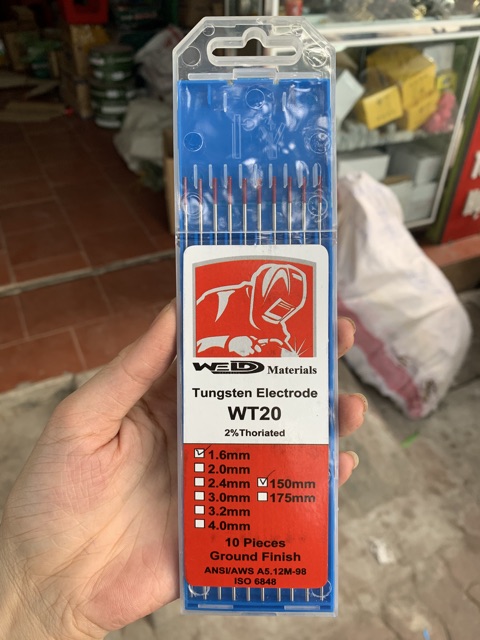 WELD Materials
Tungsten Electrode
WT20
2%Thoriated
1.6mm
2.0mm
2.4mm 150mm
3.0mm 175mm
3.2mm
4.0mm
10 Pieces
Ground Finish
ANSI/AWS A5.12M-98
ISO 6848